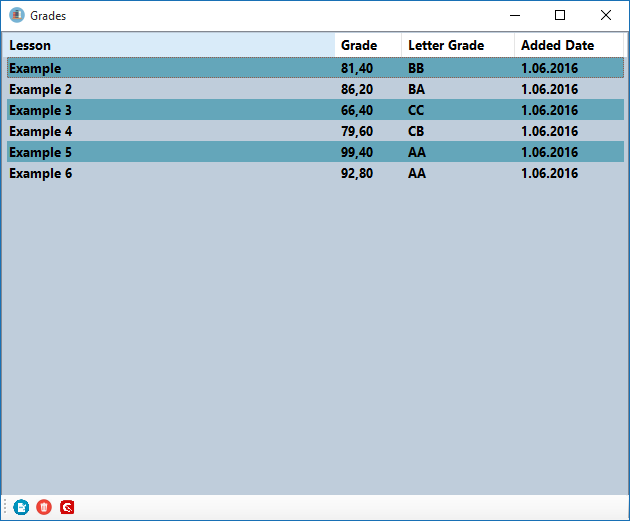 Grades
Lesson Grade Letter Grade Added Date
Example 81,40 BB 1.06.2016
Example 2 86,20 BA 1.06.2016
Example 3 66,40 CC 1.06.2016
Example 4 79,60 CB 1.06.2016
Example 5 99,40 AA 1.06.2016
Example 6 92,80 AA 1.06.2016